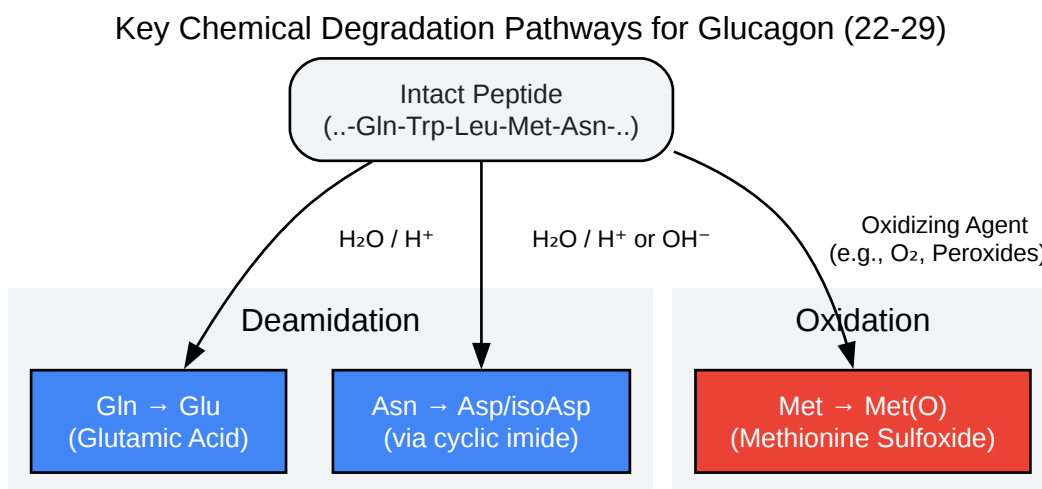 Key Chemical Degradation Pathways for Glucagon (22-29)
Intact Peptide
(..-Gln-Trp-Leu-Met-Asn-..)
H₂O / H⁺
H₂O / H⁺ or OH⁻
Oxidizing Agent
(e.g., O₂, Peroxides)
Deamidation
Oxidation
Gln → Glu
(Glutamic Acid)
Asn → Asp/isoAsp
(via cyclic imide)
Met → Met(O)
(Methionine Sulfoxide)